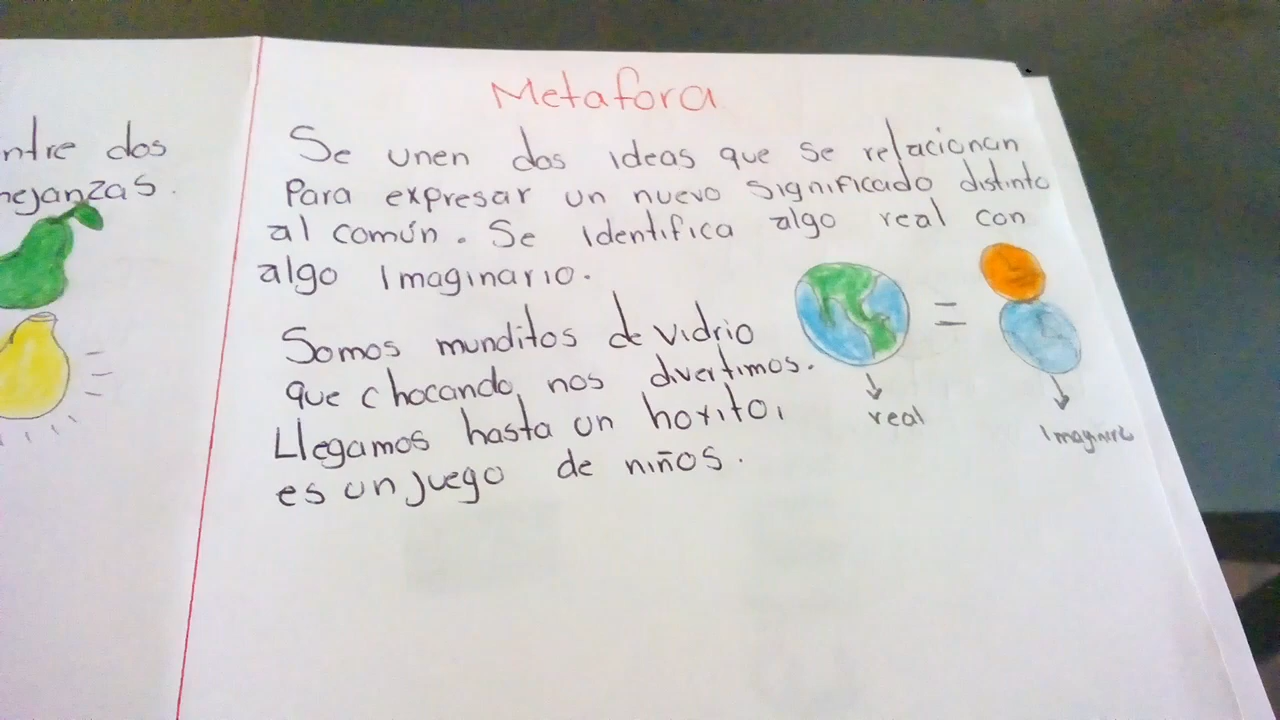 ntre dos
nejanzas.
Metafora
Se unen dos ideas que se relacionan
Para expresar un nuevo significado distinto
al común. Se identifica algo real con
algo imaginario.
Somos munditos de vidrio
que chocando nos divertimos.
Llegamos hasta un hoyito,
es un juego de niños.
=
real